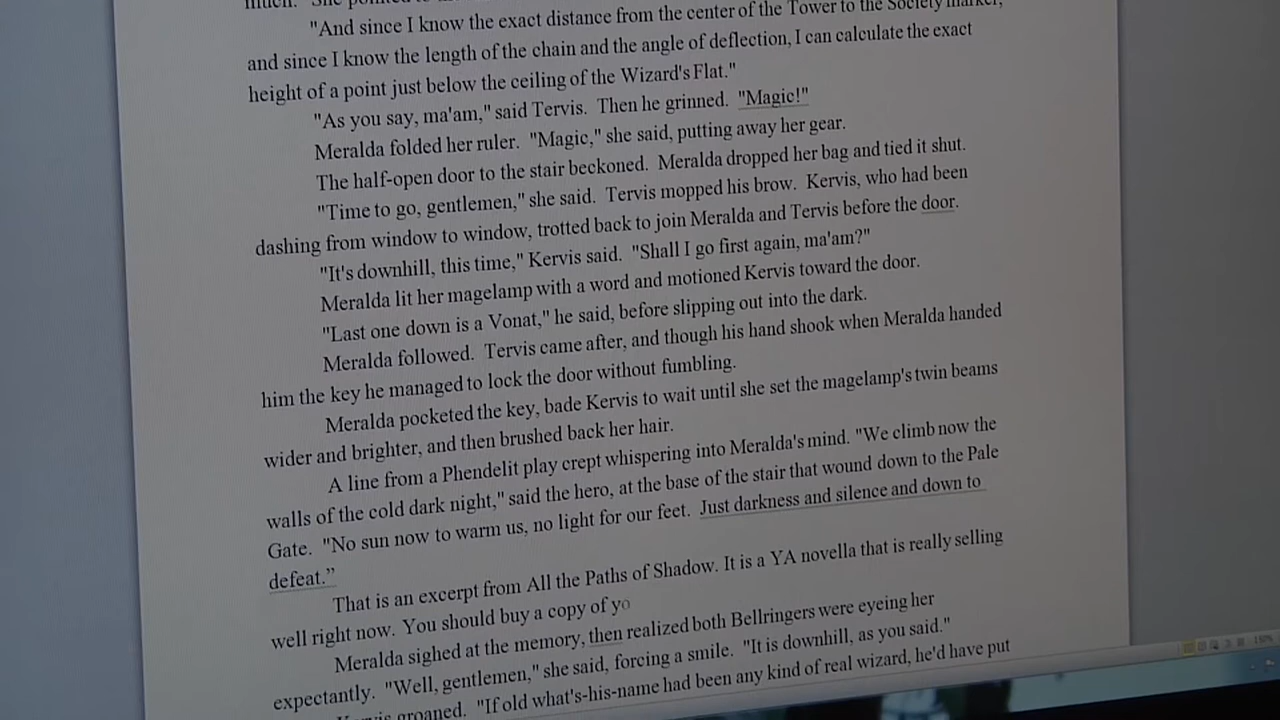 "And since I know the exact distance from the center of the Tower to the Society marker,
and since I know the length of the chain and the angle of deflection, I can calculate the exact
height of a point just below the ceiling of the Wizard's Flat."
"As you say, ma'am," said Tervis. Then he grinned. "Magic!"
Meralda folded her ruler. "Magic," she said, putting away her gear.
The half-open door to the stair beckoned. Meralda dropped her bag and tied it shut.
"Time to go, gentlemen," she said. Tervis mopped his brow. Kervis, who had been
dashing from window to window, trotted back to join Meralda and Tervis before the door.
"It's downhill, this time," Kervis said. "Shall I go first again, ma'am?"
Meralda lit her magelamp with a word and motioned Kervis toward the door.
"Last one down is a Vonat," he said, before slipping out into the dark.
Meralda followed. Tervis came after, and though his hand shook when Meralda handed
him the key he managed to lock the door without fumbling.
Meralda pocketed the key, bade Kervis to wait until she set the magelamp's twin beams
wider and brighter, and then brushed back her hair.
A line from a Phendelit play crept whispering into Meralda's mind. "We climb now the
walls of the cold dark night," said the hero, at the base of the stair that wound down to the Pale
Gate. "No sun now to warm us, no light for our feet. Just darkness and silence and down to
defeat.”
That is an excerpt from All the Paths of Shadow. It is a YA novella that is really selling
well right now. You should buy a copy of yo
Meralda sighed at the memory, then realized both Bellringers were eyeing her
expectantly. "Well, gentlemen," she said, forcing a smile. "It is downhill, as you said."
groaned. "If old what's-his-name had been any kind of real wizard, he'd have put
150%